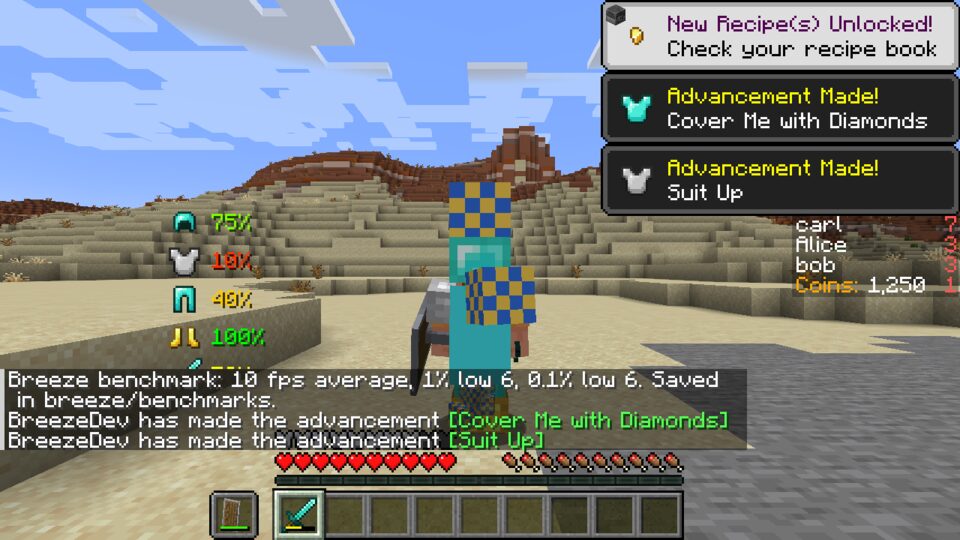 New Recipe(s) Unlocked!
Check your recipe book
Advancement Made!
Cover Me with Diamonds
Advancement Made!
Suit Up
carl 7
Alice
bob
Coins: 1,250
75%
10%
40%
100%
Breeze benchmark: 10 fps average, 1% low 6, 0.1% low 6. Saved
in breeze/benchmarks.
BreezeDev has made the advancement [Cover Me with Diamonds]
BreezeDev has made the advancement [Suit Up]